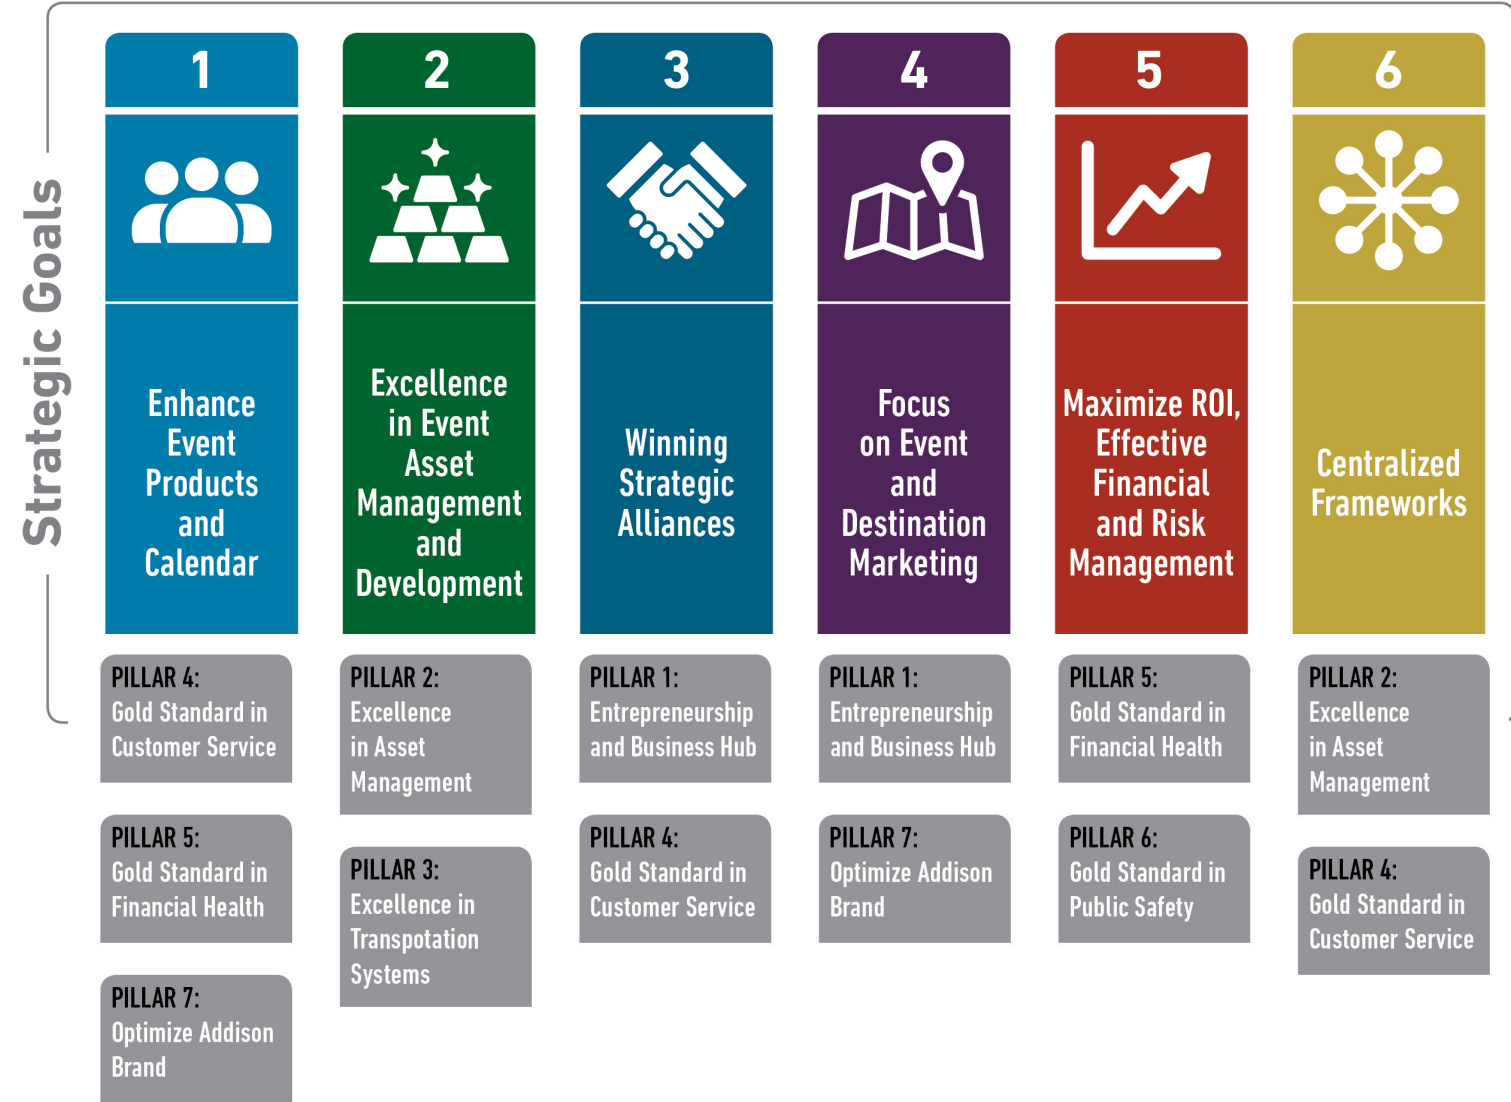 Strategic Goals
1
Enhance
Event
Products
and
Calendar
PILLAR 4:
Gold Standard in
Customer Service
PILLAR 5:
Gold Standard in
Financial Health
PILLAR 7:
Optimize Addison
Brand
2
Excellence
in Event
Asset
Management
and
Development
PILLAR 2:
Excellence
in Asset
Management
PILLAR 3:
Excellence in
Transpotation
Systems
3
Winning
Strategic
Alliances
PILLAR 1:
Entrepreneurship
and Business Hub
PILLAR 4:
Gold Standard in
Customer Service
4
Focus
on Event
and
Destination
Marketing
PILLAR 1:
Entrepreneurship
and Business Hub
PILLAR 7:
Optimize Addison
Brand
5
Maximize ROI,
Effective
Financial
and Risk
Management
PILLAR 5:
Gold Standard in
Financial Health
PILLAR 6:
Gold Standard in
Public Safety
6
Centralized
Frameworks
PILLAR 2:
Excellence
in Asset
Management
PILLAR 4:
Gold Standard in
Customer Service